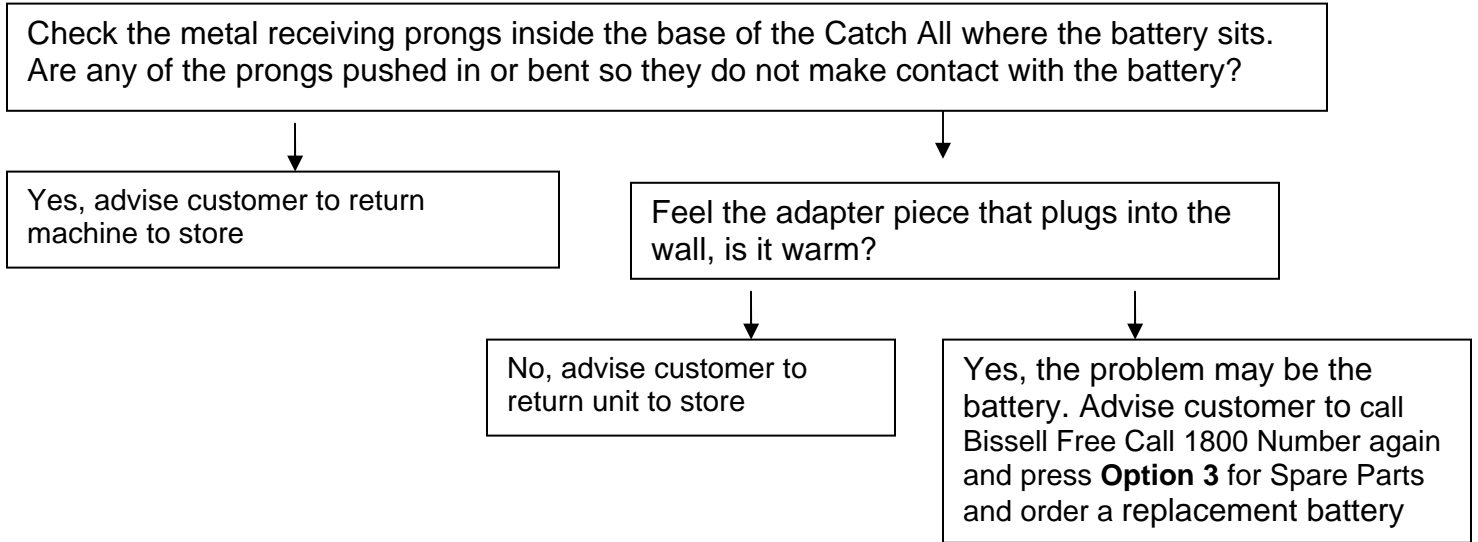 Check the metal receiving prongs inside the base of the Catch All where the battery sits.
Are any of the prongs pushed in or bent so they do not make contact with the battery?
Yes, advise customer to return
machine to store
Feel the adapter piece that plugs into the
wall, is it warm?
No, advise customer to
return unit to store
Yes, the problem may be the
battery. Advise customer to call
Bissell Free Call 1800 Number again
and press Option 3 for Spare Parts
and order a replacement battery